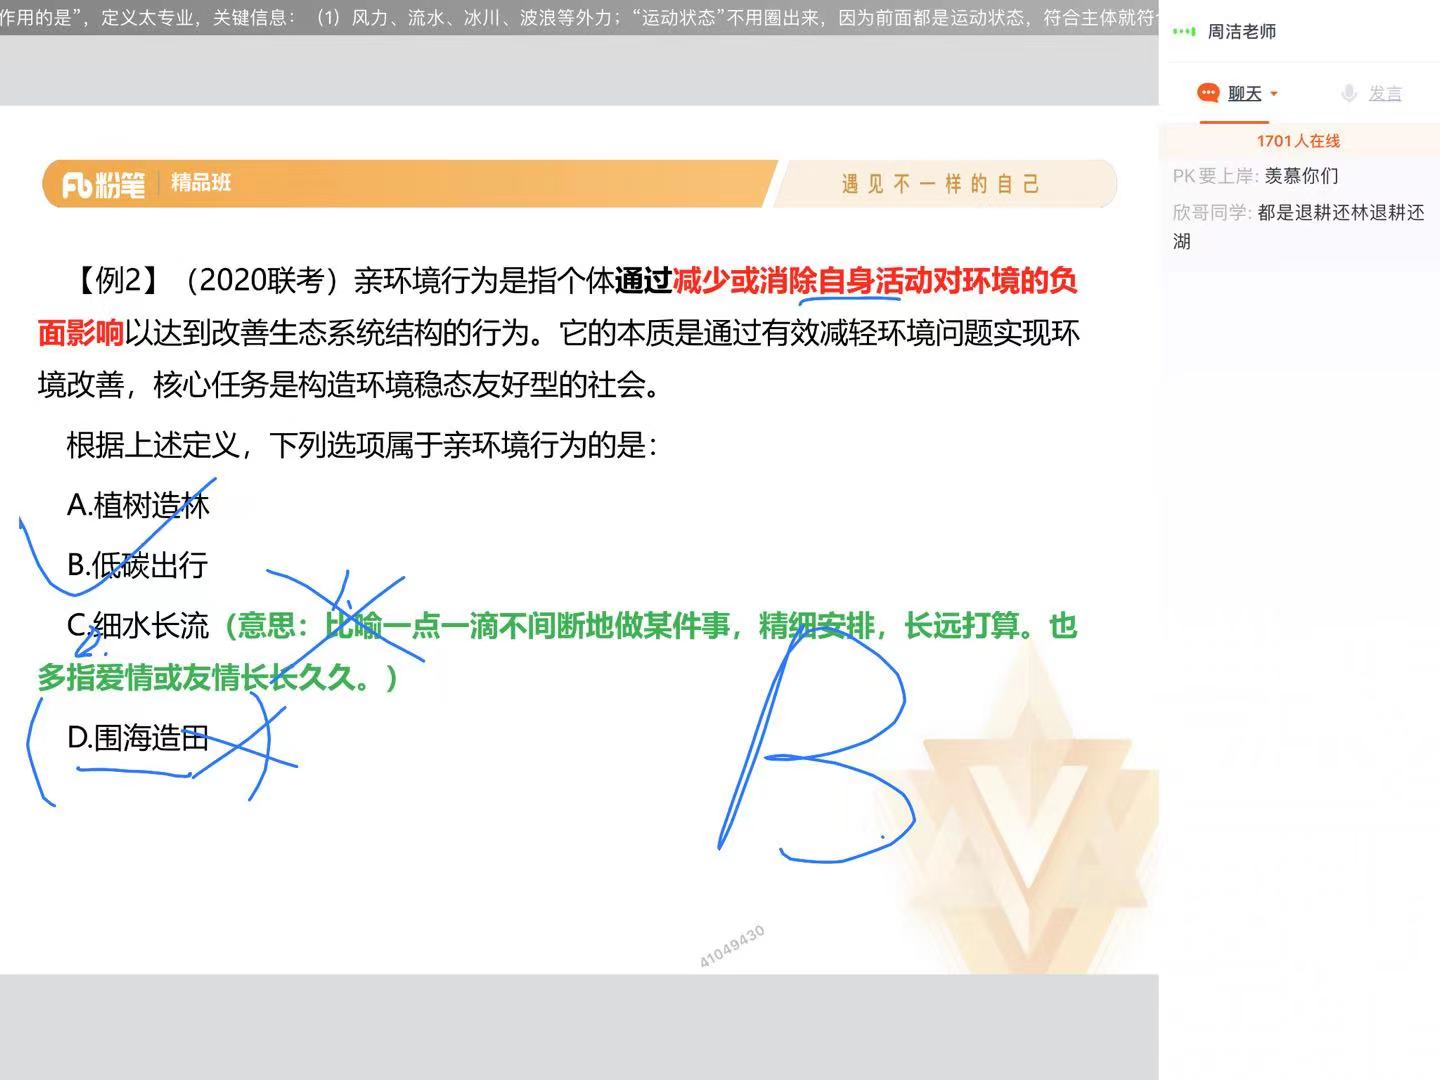 作用的是”，定义太专业，关键信息：（1）风力、流水、冰川、波浪等外力；“运动状态”不用圈出来，因为前面都是运动状态，符合主体就符
周洁老师
聊天
发言
1701人在线
PK要上岸: 羡慕你们
欣哥同学: 都是退耕还林退耕还
湖
粉笔 精品班
遇见不一样的自己
【例2】（2020联考）亲环境行为是指个体通过减少或消除自身活动对环境的负
面影响以达到改善生态系统结构的行为。它的本质是通过有效减轻环境问题实现环
境改善，核心任务是构造环境稳态友好型的社会。
根据上述定义，下列选项属于亲环境行为的是：
A.植树造林
B.低碳出行
C.细水长流（意思：比喻一点一滴不间断地做某件事，精细安排，长远打算。也
多指爱情或友情长长久久。）
D.围海造田
B
41049430